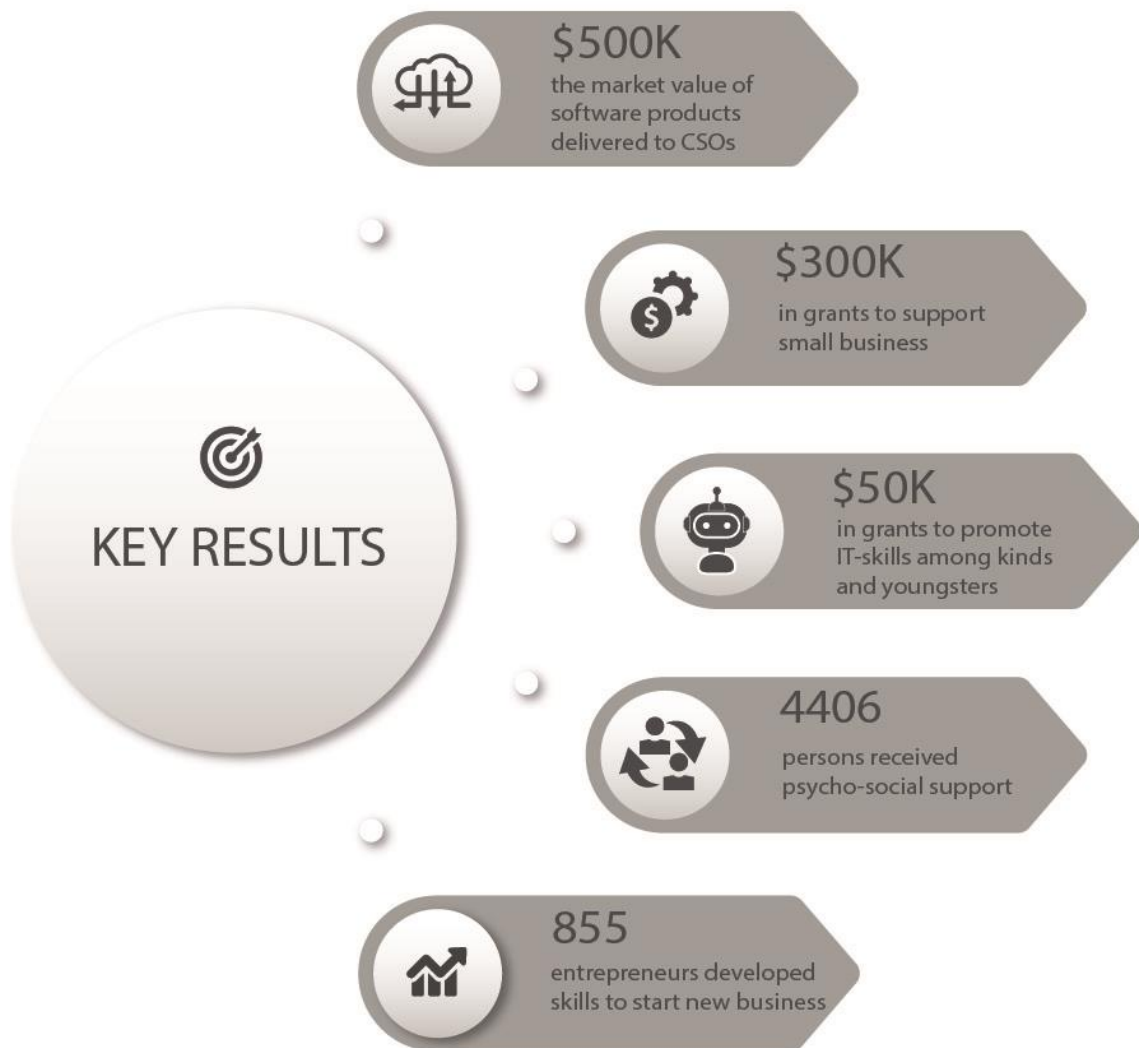 $500K
the market value of
software products
delivered to CSOs
$300K
in grants to support
small business
$
KEY RESULTS
$50K
in grants to promote
IT-skills among kinds
and youngsters
4406
persons received
psycho-social support
855
entrepreneurs developed
skills to start new business